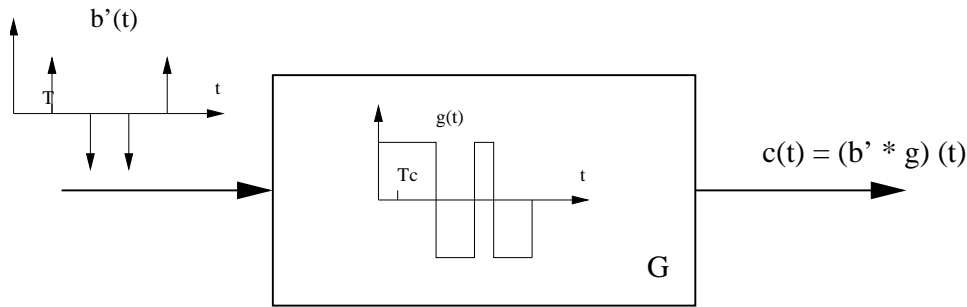 b’(t)
T
t
g(t)
Tc
t
G
c(t) = (b’ * g) (t)